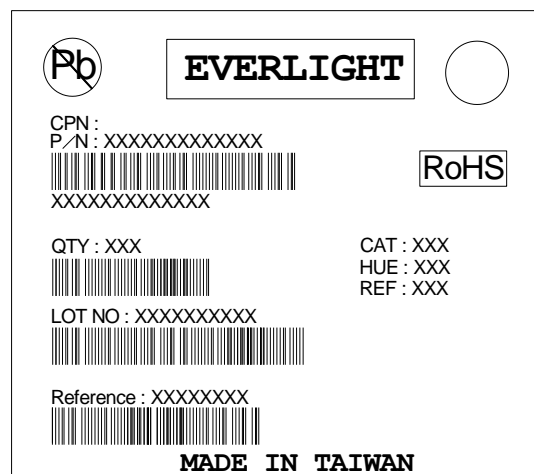 Pb
EVERLIGHT
CPN :
P/N : XXXXXXXXXXXXX
RoHS
XXXXXXXXXXXXX
QTY : XXX
CAT : XXX
HUE : XXX
REF : XXX
LOT NO : XXXXXXXXXX
Reference : XXXXXXXX
MADE IN TAIWAN